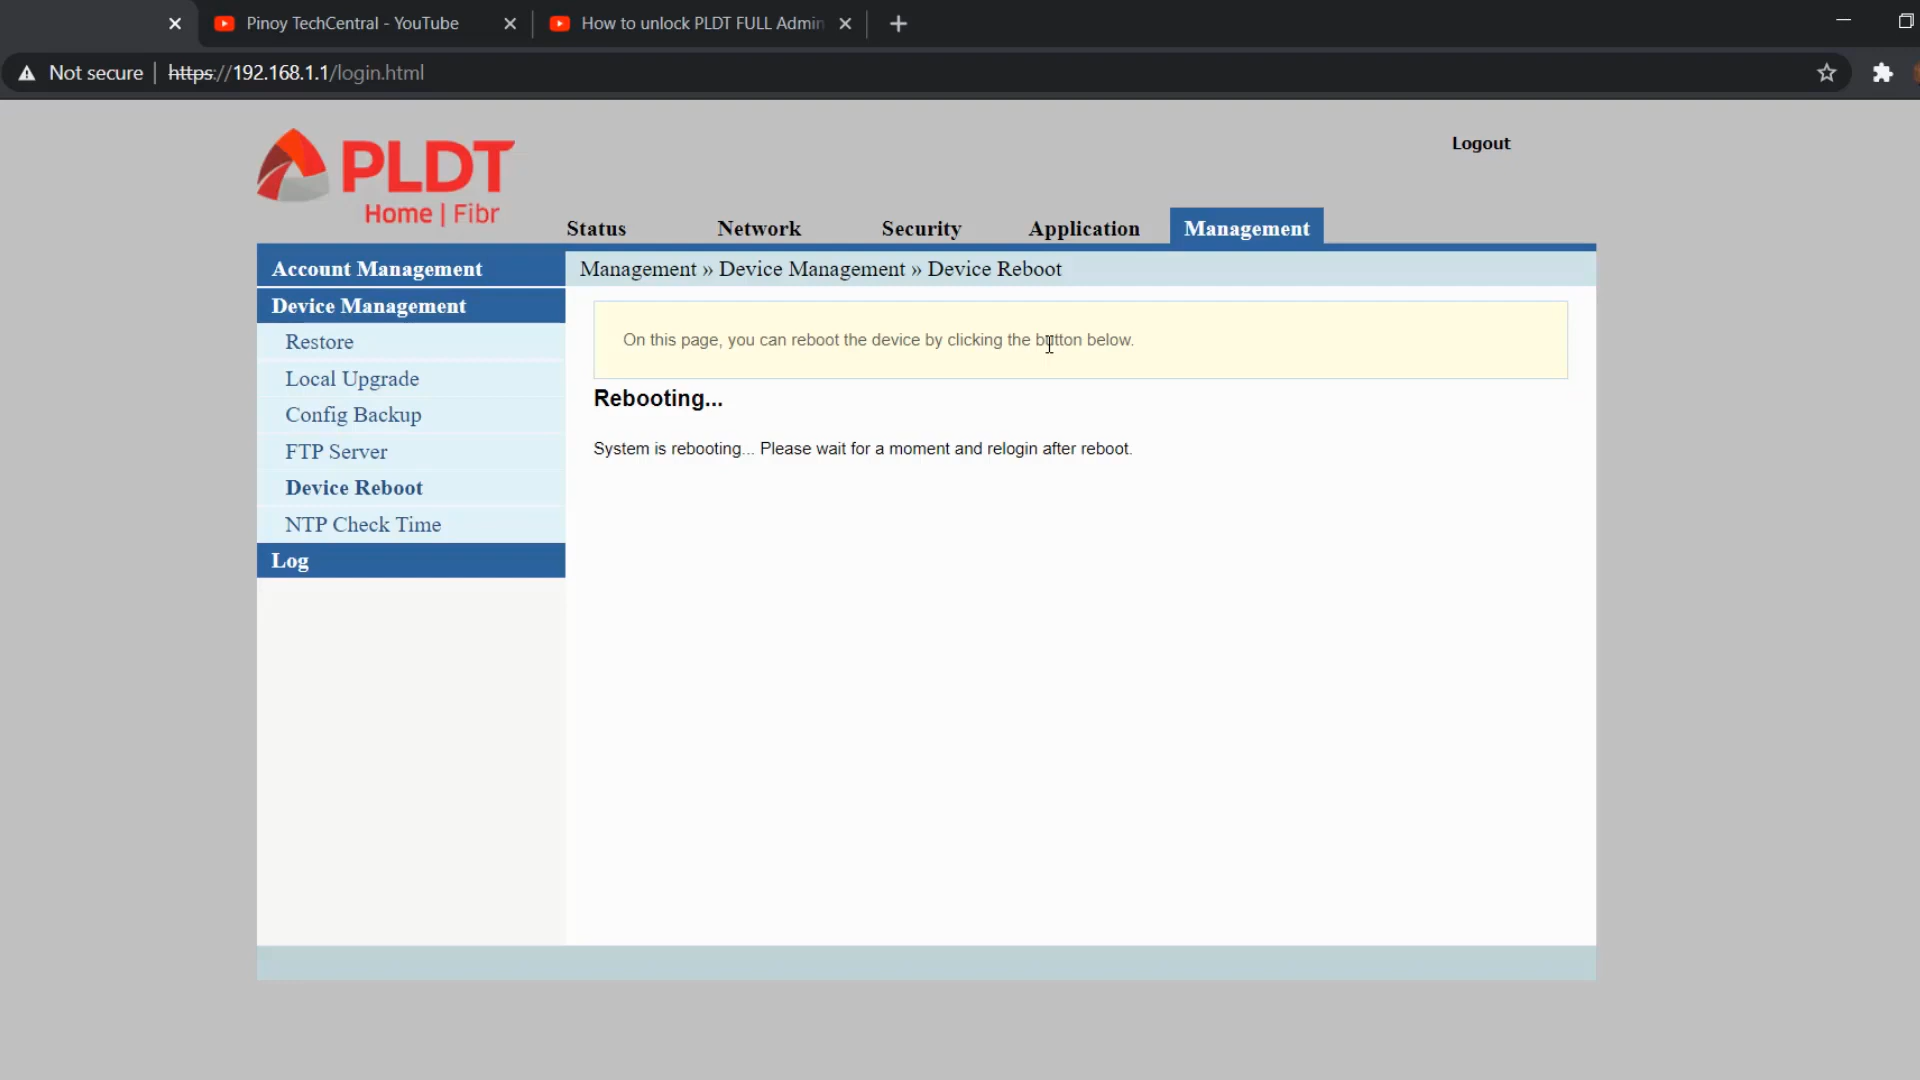 Pinoy TechCentral - YouTube
How to unlock PLDT FULL Admin
Not secure | https://192.168.1.1/login.html
PLDT
Home | Fibr
Logout
Status Network Security Application Management
Account Management
Management » Device Management » Device Reboot
Device Management
Restore
Local Upgrade
Config Backup
FTP Server
Device Reboot
NTP Check Time
Log
On this page, you can reboot the device by clicking the button below.
Rebooting...
System is rebooting... Please wait for a moment and relogin after reboot.